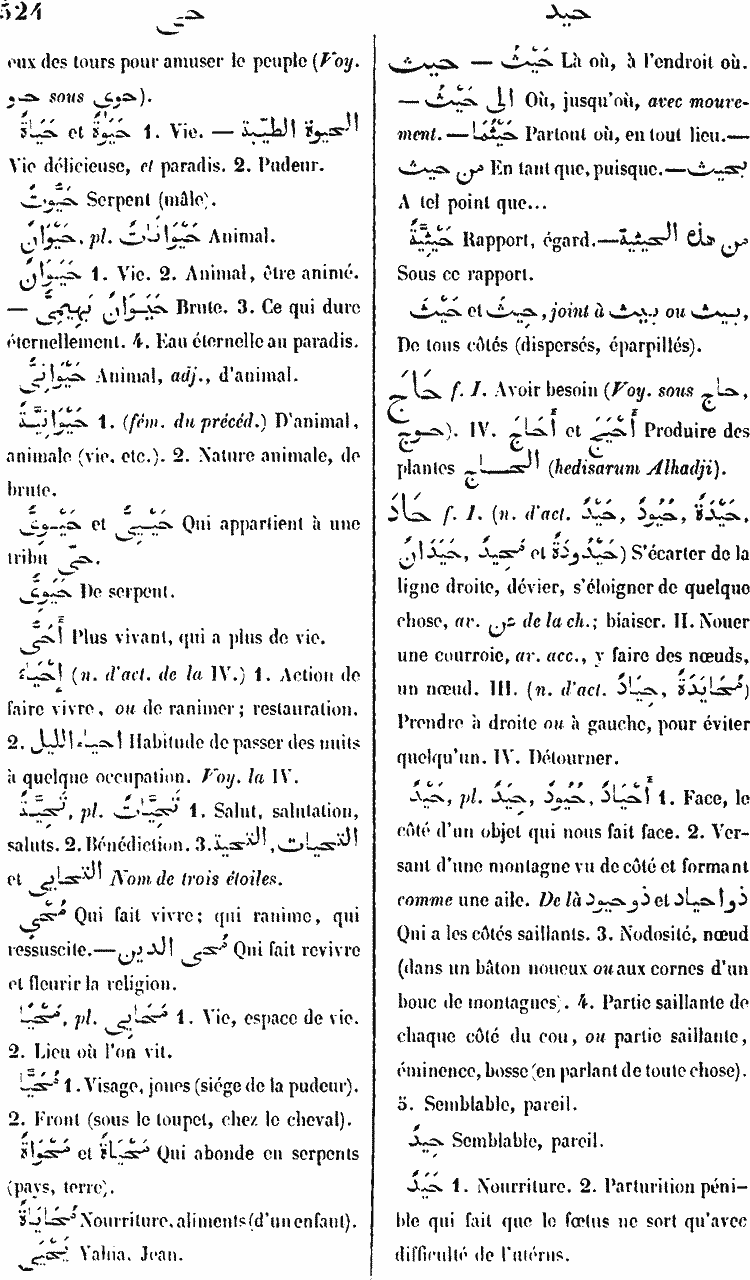 524
حى
حيد
eux des tours pour amuser le peuple (Voy.
حو sous حوى).
حَيَاةٌ et حَيَوةٌ 1. Vie. — الحيوة الطيّبة
Vie délicieuse, et paradis. 2. Pudeur.
حَيُّوتٌ Serpent (mâle).
حَيْوَانٌ, pl. حَيْوَانَاتٌ Animal.
حَيَوَانٌ 1. Vie. 2. Animal, être animé.
— حَيَوَانٌ بَهِيمِىٌّ Brute. 3. Ce qui dure
éternellement. 4. Eau éternelle au paradis.
حَيْوَانِىٌّ Animal, adj., d'animal.
حَيْوَانِيَّةٌ 1. (fém. du précéd.) D'animal,
animale (vie, etc.). 2. Nature animale, de
brute.
حَيَوِىٌّ et حَيِيىٌّ Qui appartient à une
tribu حَىّ.
حَيَوِىٌّ De serpent.
أَحَىُّ Plus vivant, qui a plus de vie.
إِحْيَاءٌ (n. d'act. de la IV.) 1. Action de
faire vivre, ou de ranimer; restauration.
2. احياء الليل Habitude de passer des nuits
à quelque occupation. Voy. la IV.
تَحِيَّةٌ, pl. تَحِيَّاتٌ 1. Salut, salutation,
saluts. 2. Bénédiction. 3. التحية, التحيات
et التحايى Nom de trois étoiles.
مُحْىٍ Qui fait vivre; qui ranime, qui
ressuscite.— محى الدين Qui fait revivre
et fleurir la religion.
مَحْيًا, pl. مَحَايِى 1. Vie, espace de vie.
2. Lieu où l'on vit.
مُحَيًّا 1. Visage, joues (siége de la pudeur).
2. Front (sous le toupet, chez le cheval).
مَحْيَاةٌ et مَحْوَاةٌ Qui abonde en serpents
(pays, terre).
مُحَايَاةٌ Nourriture, aliments (d'un enfant).
يَحْيَى Yahia, Jean.
حيث — حَيْثُ Là où, à l'endroit où.
— الى حَيْثُ Où, jusqu'où, avec mouve-
ment. — حَيْثُمَا Partout où, en tout lieu.—
من حيث En tant que, puisque.— بحيث
A tel point que...
حَيْثِيَّةٌ Rapport, égard.— من هذه الحيثية
Sous ce rapport.
حَيْثَ et حِيثَ, joint à بيث ou بَيْثَ,
De tous côtés (dispersés, éparpillés).
حَاجَ f. I. Avoir besoin (Voy. sous حاج,
حوج). IV. أَحَاجَ et أَحْيَجَ Produire des
plantes الحاج (hedisarum Alhadji).
حَادَ f. I. (n. d'act. حَيْدٌ, حُيُودٌ, حَيْدَةٌ,
حَيَدَانٌ, مَحِيدٌ et حَيْدُودَةٌ) S'écarter de la
ligne droite, dévier, s'éloigner de quelque
chose, av. عن de la ch.; biaiser. II. Nouer
une courroie, av. acc., y faire des nœuds,
un nœud. III. (n. d'act. حِيَادٌ, مُحَايَدَةٌ)
Prendre à droite ou à gauche, pour éviter
quelqu'un. IV. Détourner.
حَيْدٌ, pl. حِيَدٌ, حُيُودٌ, أَحْيَادٌ 1. Face, le
côté d'un objet qui nous fait face. 2. Ver-
sant d'une montagne vu de côté et formant
comme une aile. De là ذو حيود et ذو احياد
Qui a les côtés saillants. 3. Nodosité, nœud
(dans un bâton noueux ou aux cornes d'un
bouc de montagnes). 4. Partie saillante de
chaque côté du cou, ou partie saillante,
éminence, bosse (en parlant de toute chose).
5. Semblable, pareil.
حِيدٌ Semblable, pareil.
حَيَدٌ 1. Nourriture. 2. Parturition péni-
ble qui fait que le fœtus ne sort qu'avec
difficulté de l'utérus.